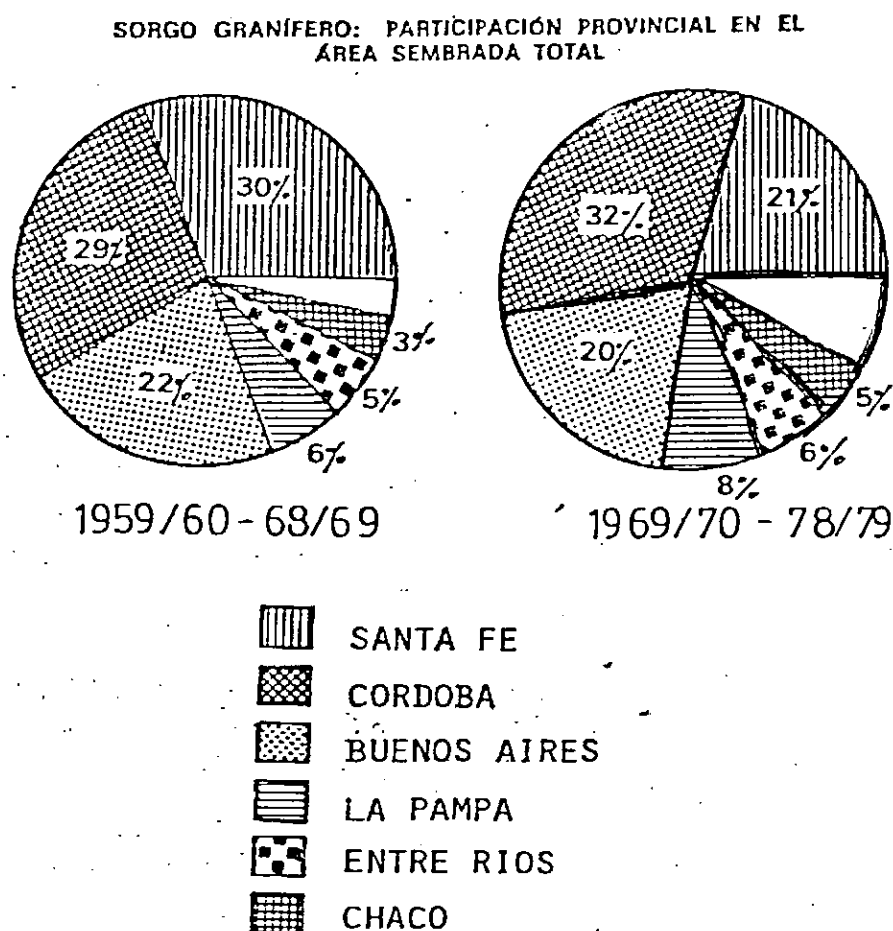 SORGO GRANÍFERO: PARTICIPACIÓN PROVINCIAL EN EL
ÁREA SEMBRADA TOTAL
30%
29%
22%
6%
5%
3%
1959/60 - 68/69
21%
32%
20%
8%
6%
5%
1969/70 - 78/79
SANTA FE
CORDOBA
BUENOS AIRES
LA PAMPA
ENTRE RIOS
CHACO